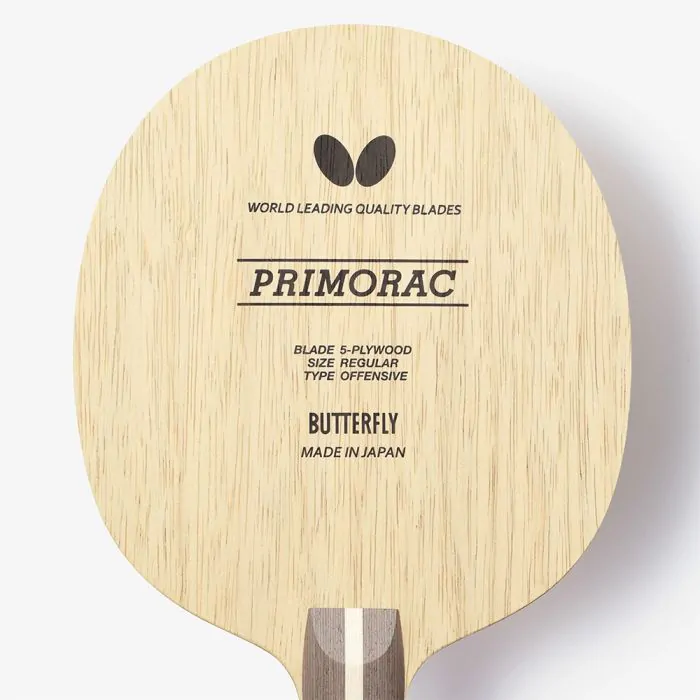 WORLD LEADING QUALITY BLADES
PRIMORAC
BLADE 5-PLYWOOD
SIZE REGULAR
TYPE OFFENSIVE
BUTTERFLY
MADE IN JAPAN